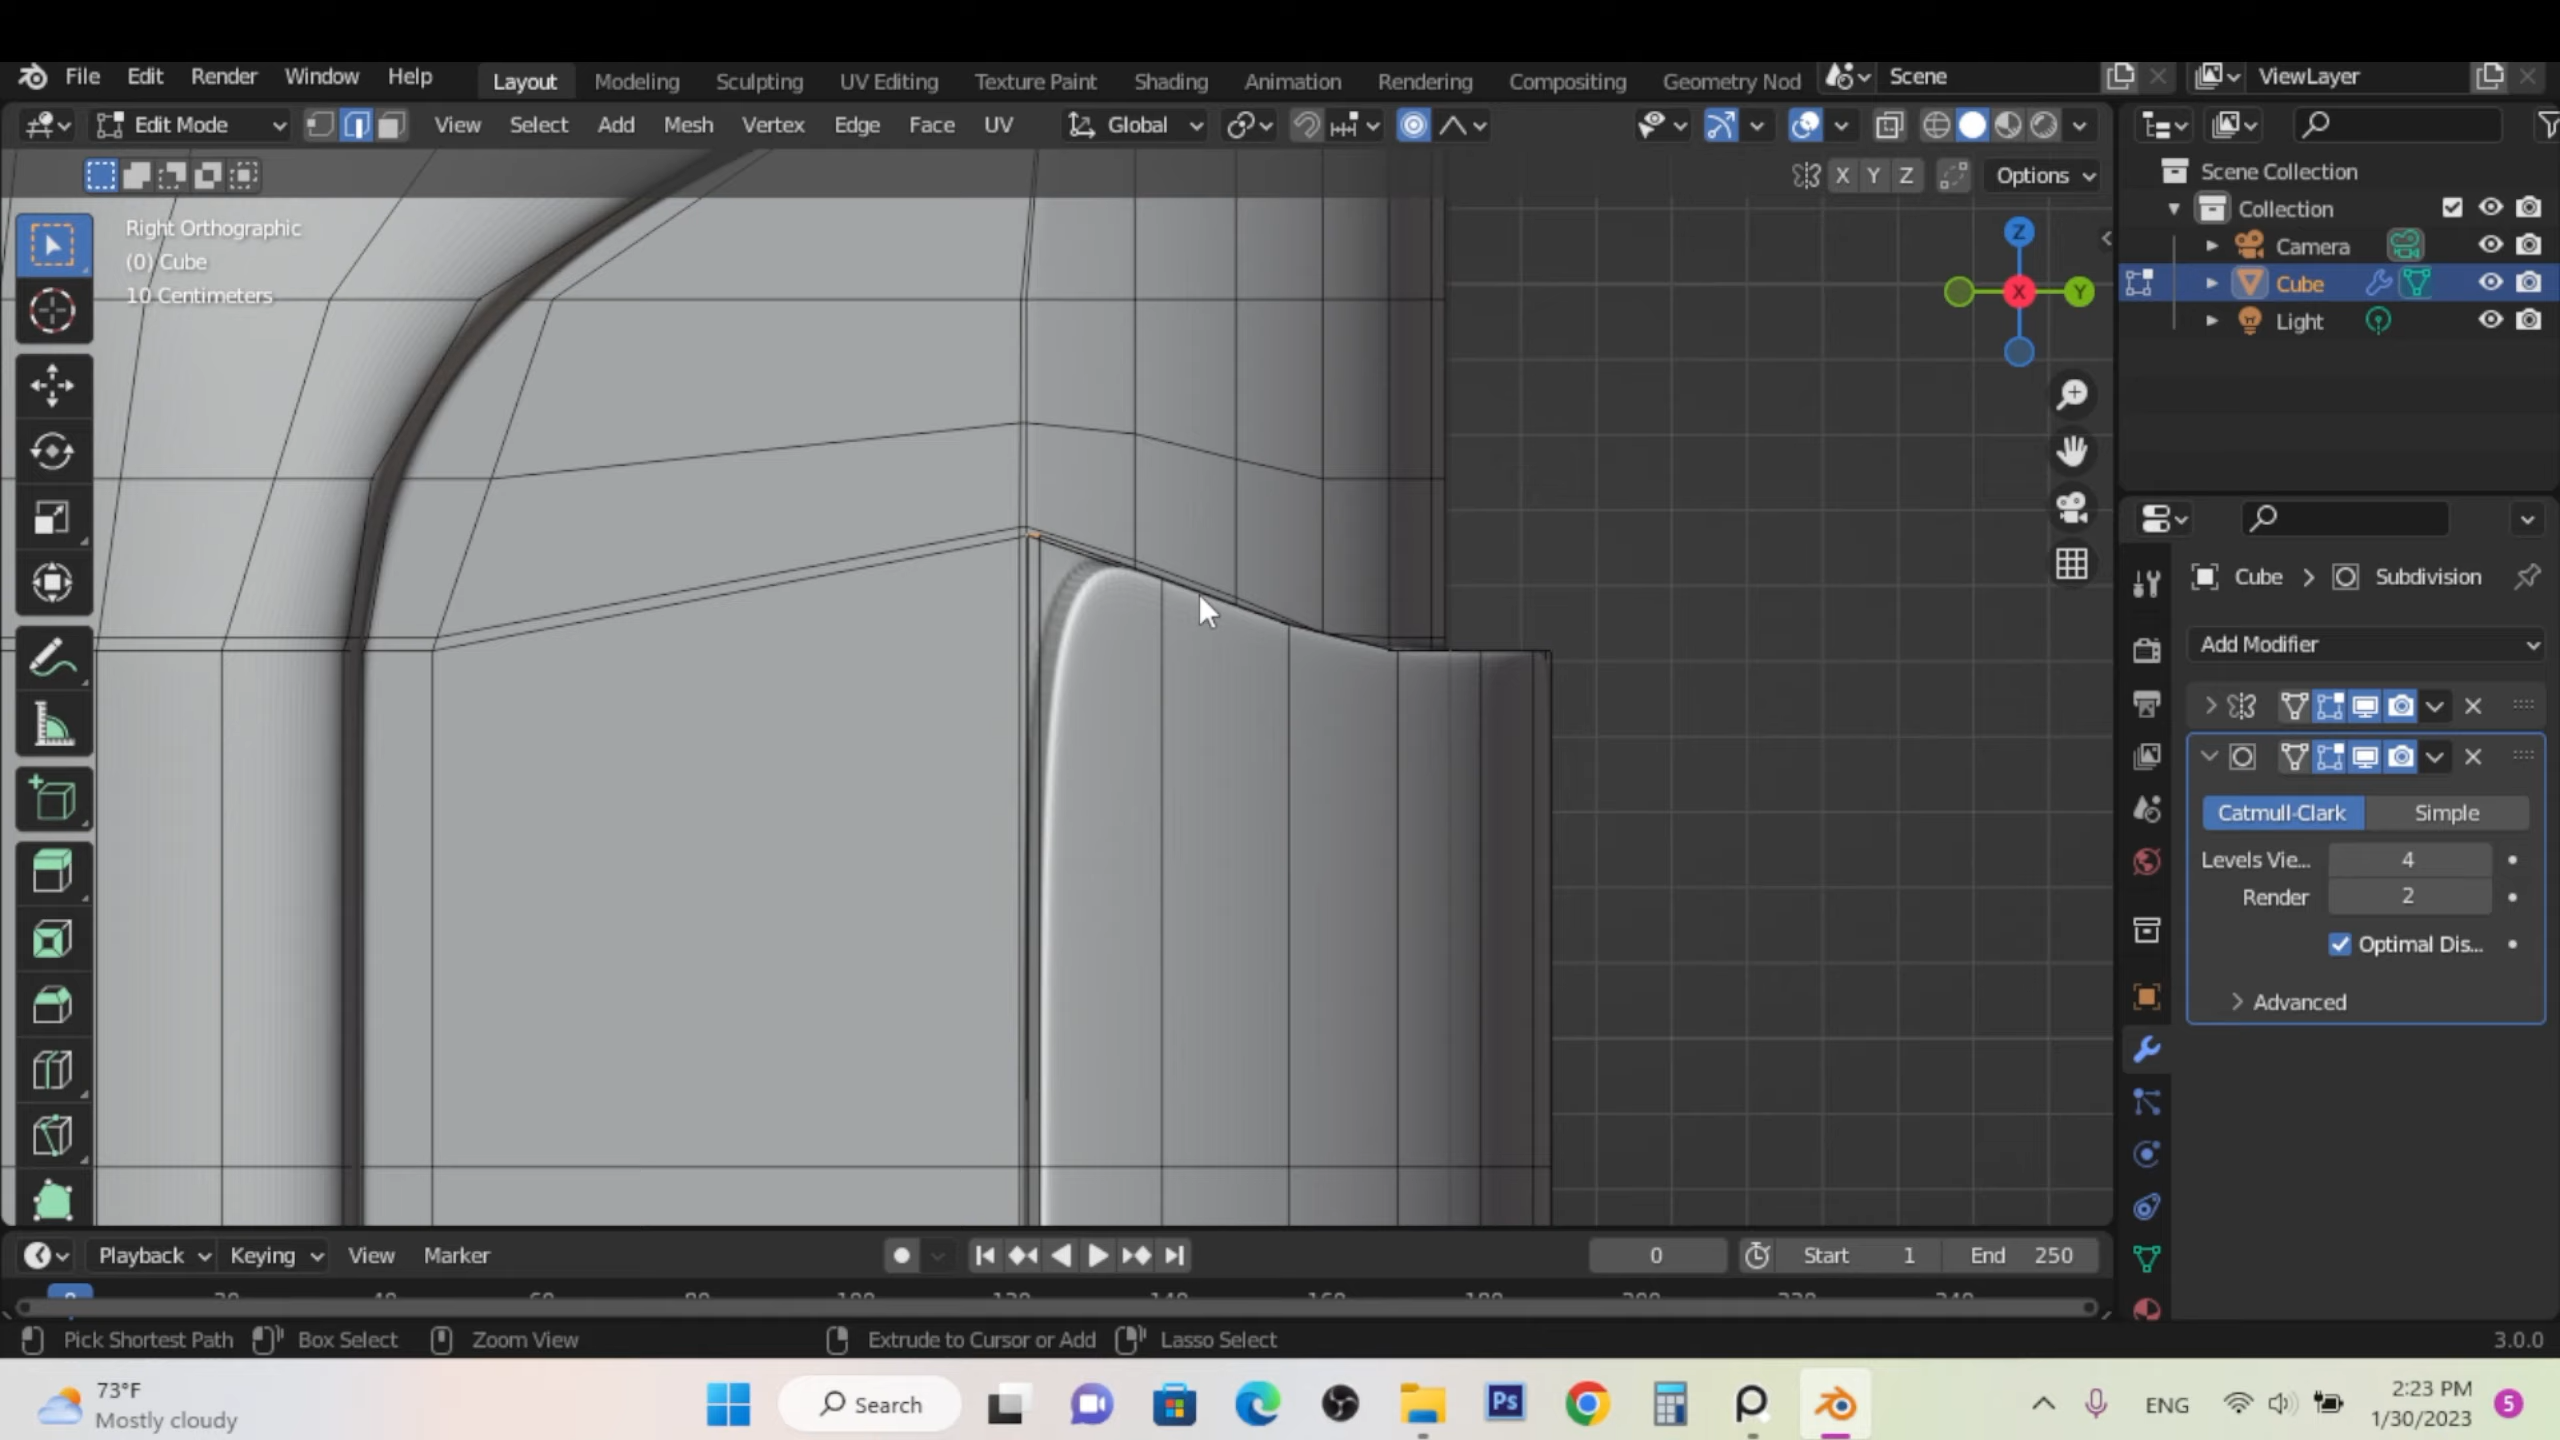 File Edit Render Window Help Layout Modeling Sculpting UV Editing Texture Paint Shading Animation Rendering Compositing Geometry Nod Scene ViewLayer
Edit Mode View Select Add Mesh Vertex Edge Face UV Global
X Y Z Options
Right Orthographic
(0) Cube
10 Centimeters
Z
X Y
Scene Collection
Collection
Camera
Cube
Light
Cube > Subdivision
Add Modifier
Catmull-Clark Simple
Levels Vie... 4
Render 2
Optimal Dis...
Advanced
Playback Keying View Marker 0 Start 1 End 250
Pick Shortest Path Box Select Zoom View Extrude to Cursor or Add Lasso Select 3.0.0
73°F
Mostly cloudy
Search
Ps
ENG
2:23 PM
1/30/2023
5